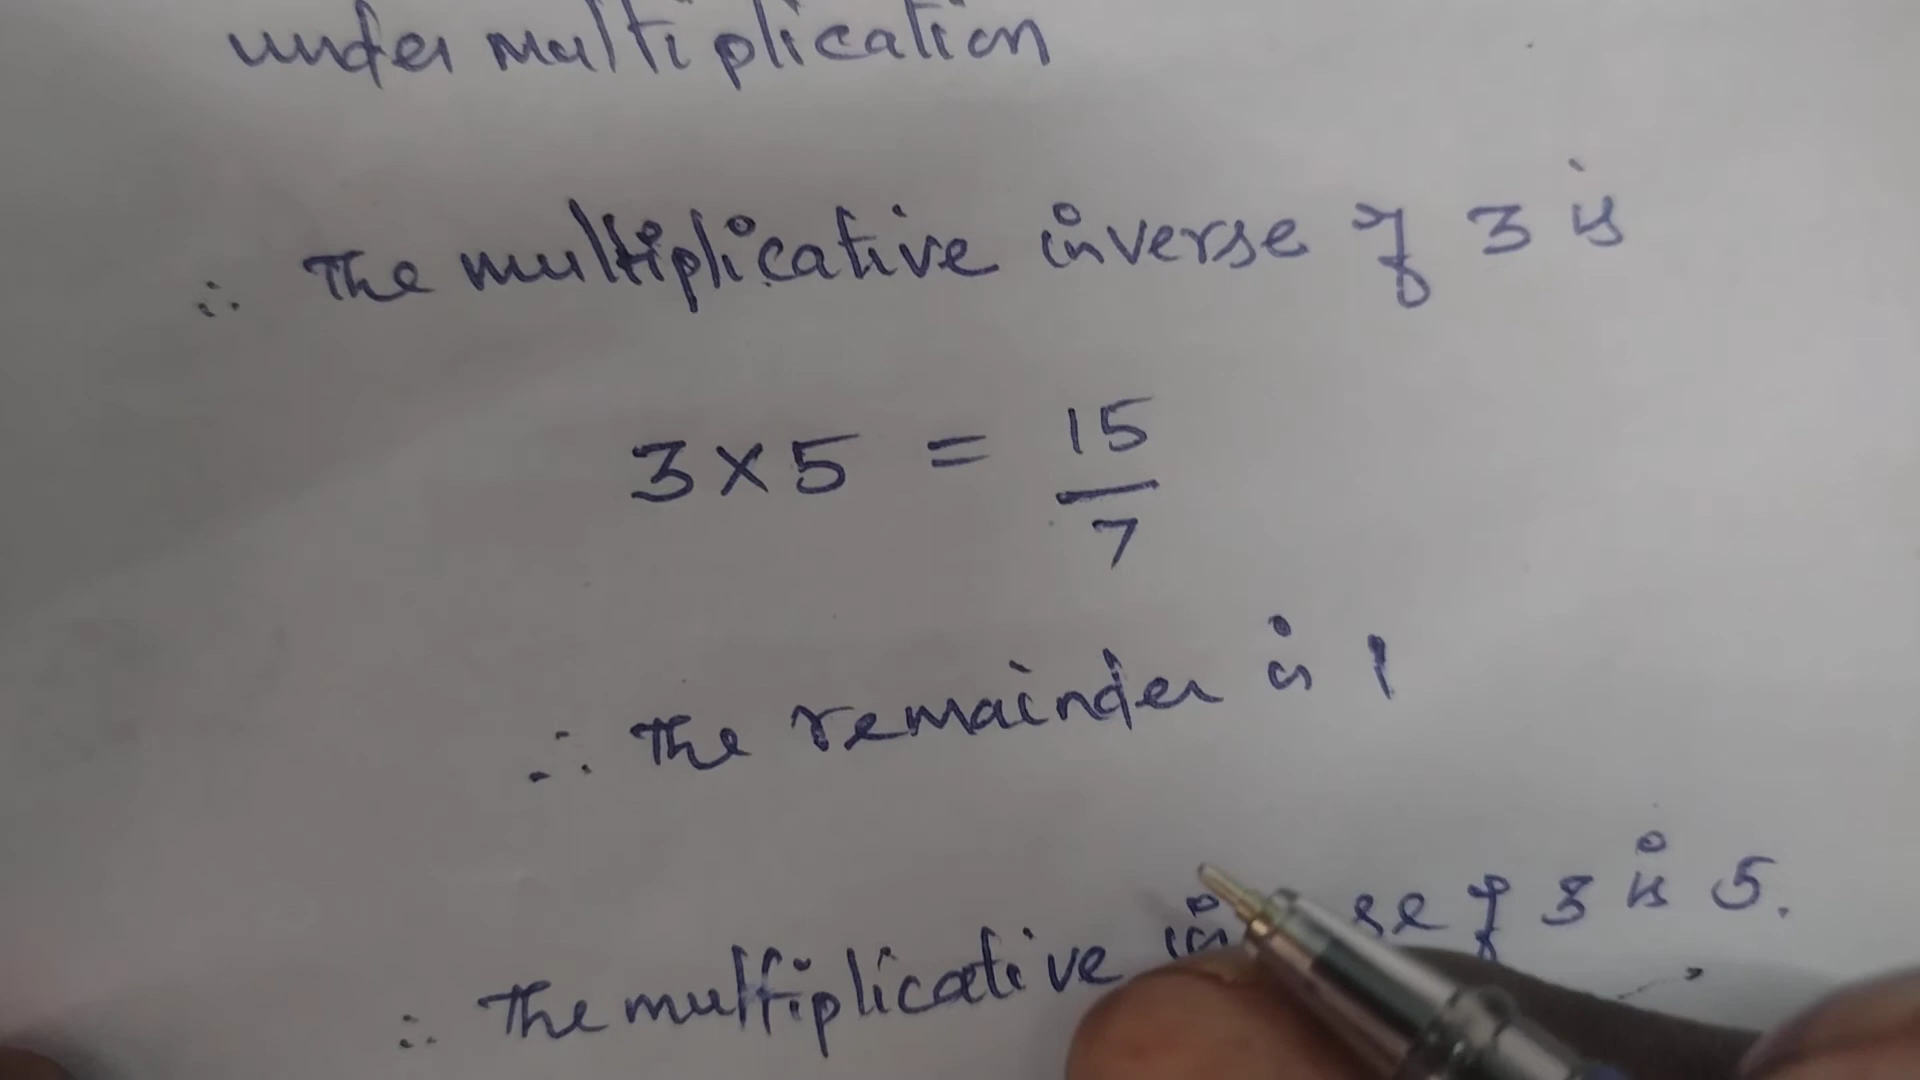 under multiplication
∴ The multiplicative inverse of 3 is
3 × 5 = 15/7
∴ The remainder is 1
∴ The multiplicative of 3 is 5.